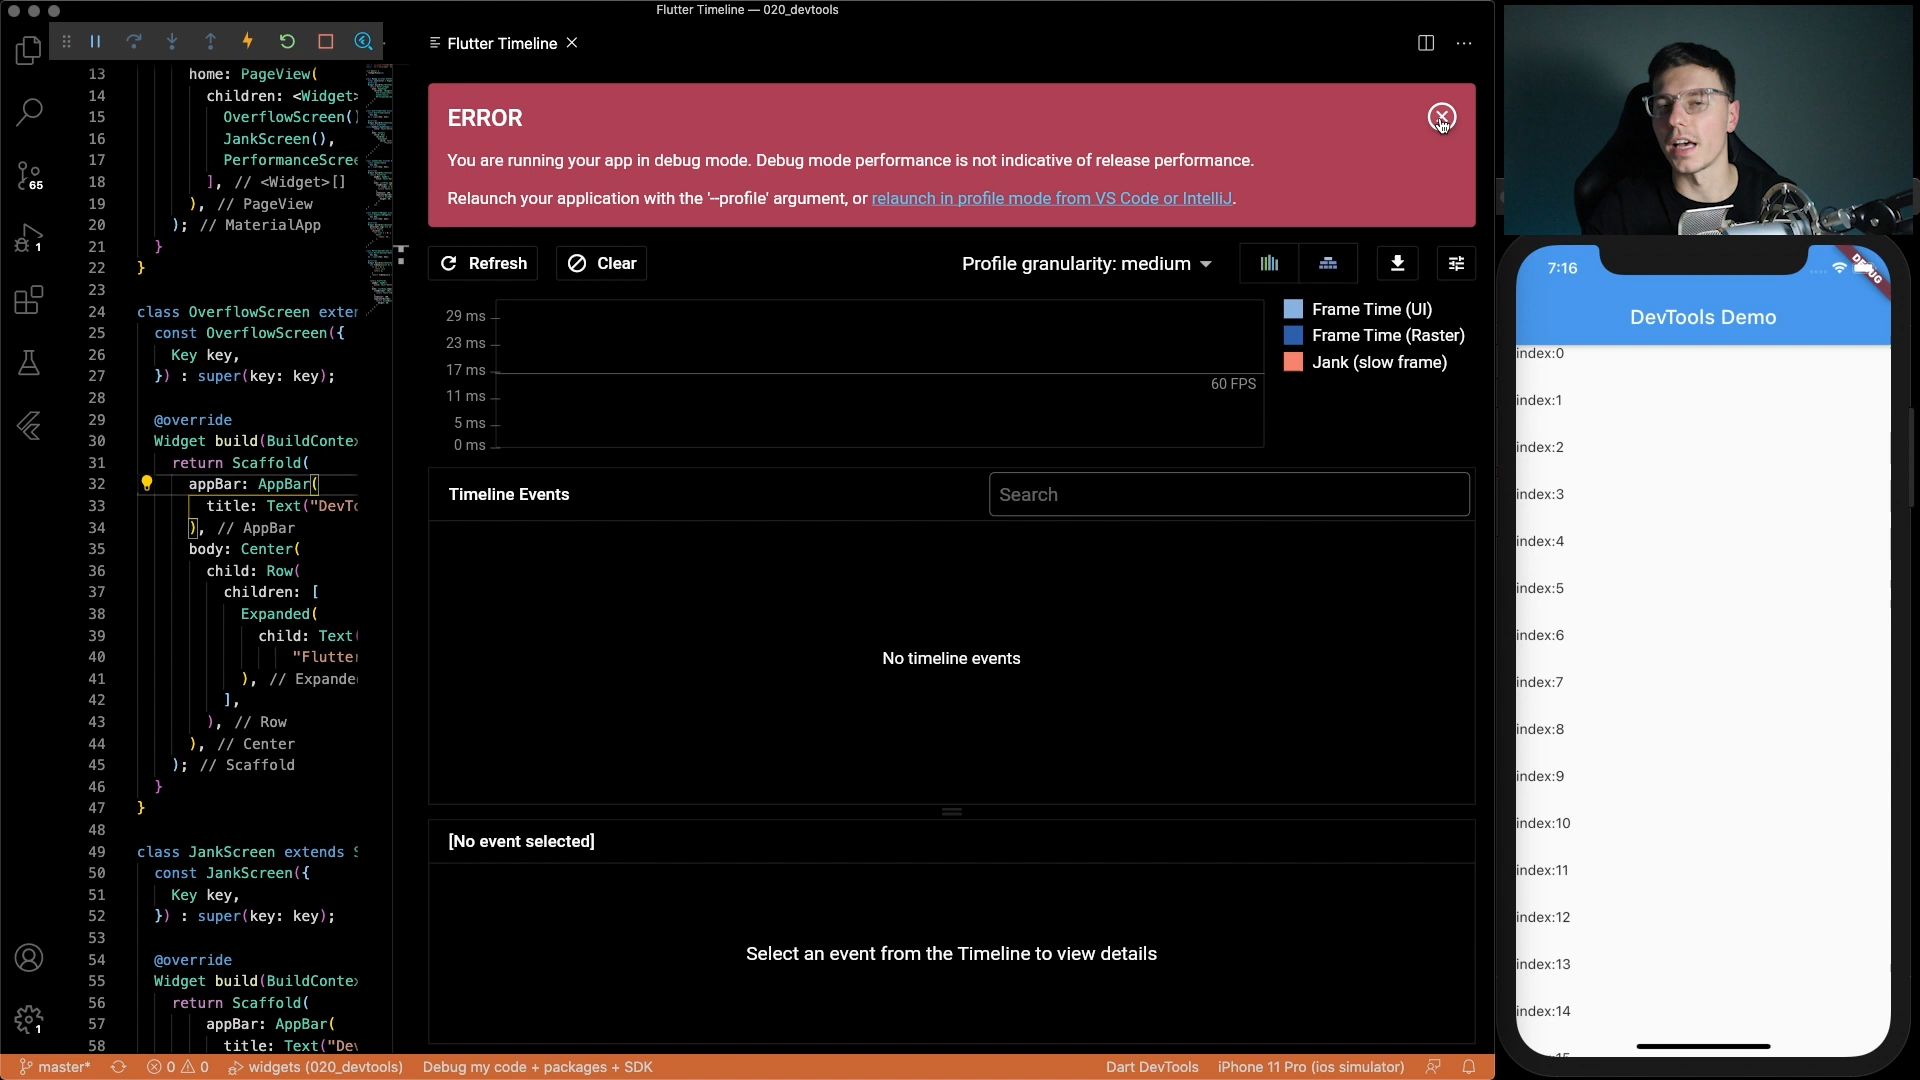 Flutter Timeline — 020_devtools
Flutter Timeline
ERROR
You are running your app in debug mode. Debug mode performance is not indicative of release performance.
Relaunch your application with the '--profile' argument, or relaunch in profile mode from VS Code or IntelliJ.
Refresh
Clear
Profile granularity: medium
29 ms
23 ms
17 ms
11 ms
5 ms
0 ms
60 FPS
Frame Time (UI)
Frame Time (Raster)
Jank (slow frame)
Timeline Events
Search
No timeline events
[No event selected]
Select an event from the Timeline to view details
65
1
1
13 home: PageView(
14 children: <Widget>
15 OverflowScreen()
16 JankScreen(),
17 PerformanceScree
18 ], // <Widget>[]
19 ), // PageView
20 ); // MaterialApp
21 }
22 }
23
24 class OverflowScreen exten
25 const OverflowScreen({
26 Key key,
27 }) : super(key: key);
28
29 @override
30 Widget build(BuildContex
31 return Scaffold(
32 appBar: AppBar(
33 title: Text("DevTo
34 ), // AppBar
35 body: Center(
36 child: Row(
37 children: [
38 Expanded(
39 child: Text(
40 "Flutter
41 ), // Expanded
42 ],
43 ), // Row
44 ), // Center
45 ); // Scaffold
46 }
47 }
48
49 class JankScreen extends S
50 const JankScreen({
51 Key key,
52 }) : super(key: key);
53
54 @override
55 Widget build(BuildContex
56 return Scaffold(
57 appBar: AppBar(
58 title: Text("Dev
master*
0 0
widgets (020_devtools)
Debug my code + packages + SDK
Dart DevTools
iPhone 11 Pro (ios simulator)
7:16
DEBUG
DevTools Demo
index:0
index:1
index:2
index:3
index:4
index:5
index:6
index:7
index:8
index:9
index:10
index:11
index:12
index:13
index:14